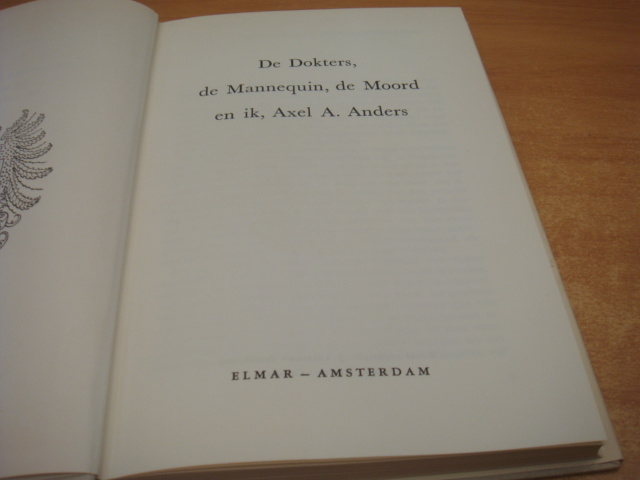 De Dokters,
de Mannequin, de Moord
en ik, Axel A. Anders
ELMAR – AMSTERDAM